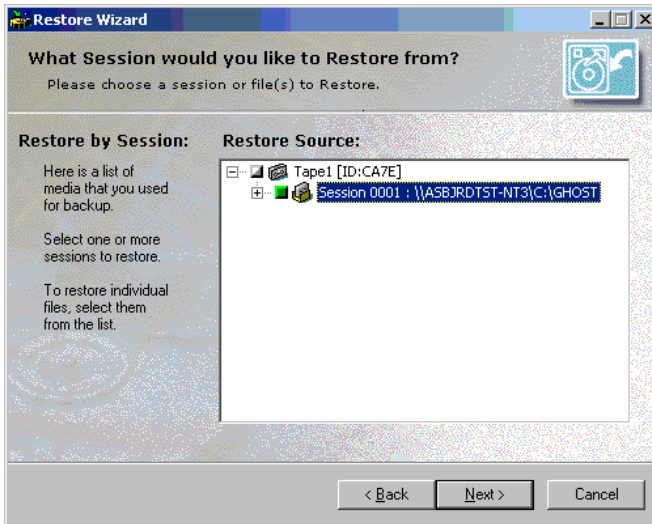 Restore Wizard
What Session would you like to Restore from?
Please choose a session or file(s) to Restore.
Restore by Session:
Restore Source:
Here is a list of
media that you used
for backup.
Select one or more
sessions to restore.
To restore individual
files, select them
from the list.
Tape1 [ID:CA7E]
Session 0001 : \\ASBJRDTST-NT3\C:\GHOST
< Back
Next >
Cancel